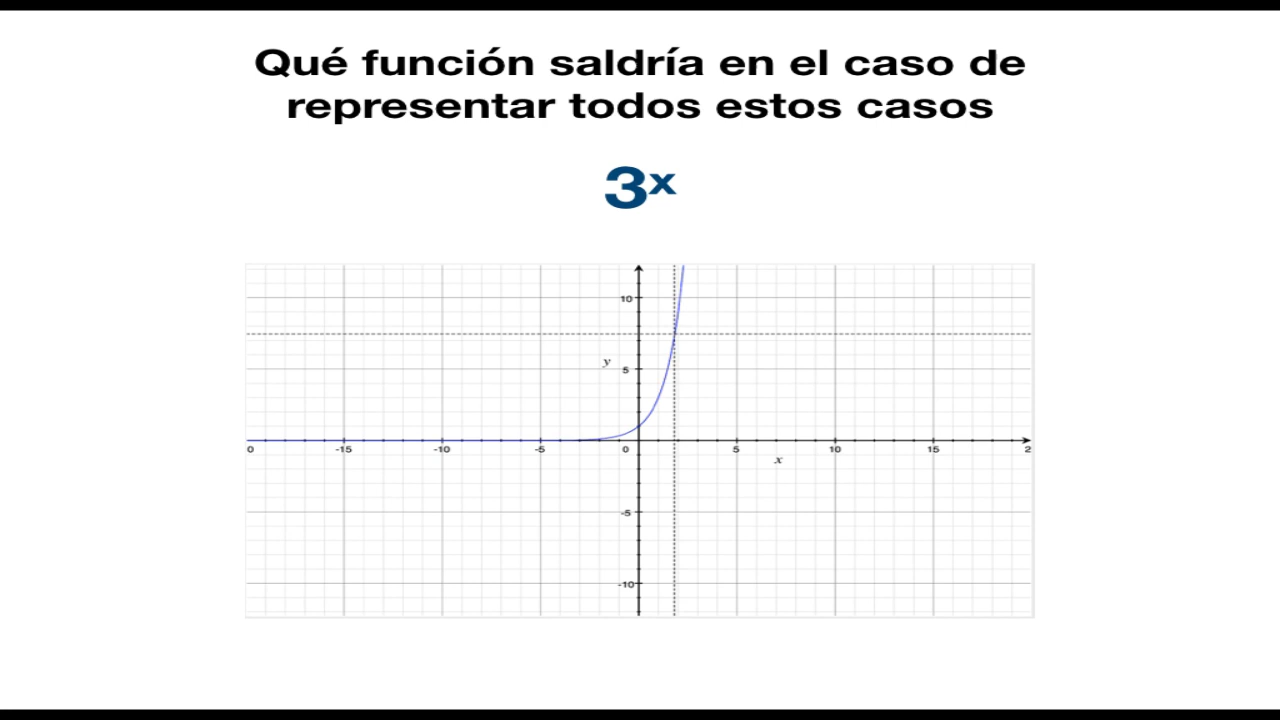 Qué función saldría en el caso de
representar todos estos casos
3ˣ
10
y
5
0 -15 -10 -5 0 5 10 15 2
x
-5
-10